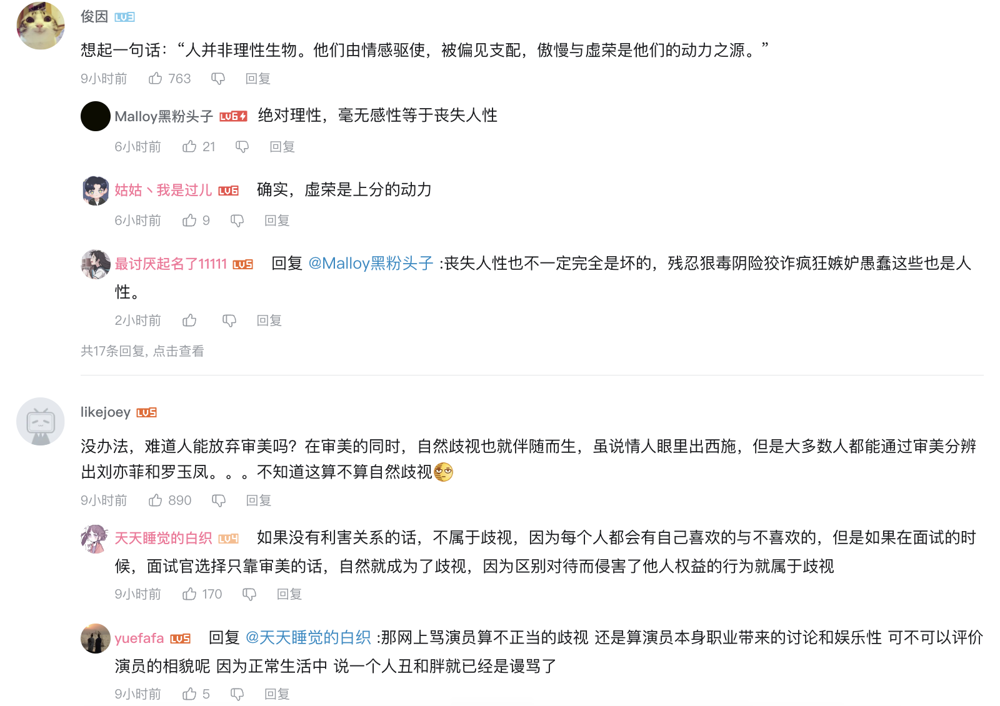 俊因 LV3
想起一句话：“人并非理性生物。他们由情感驱使，被偏见支配，傲慢与虚荣是他们的动力之源。”
9小时前 763 回复
Malloy黑粉头子 LV6 绝对理性，毫无感性等于丧失人性
6小时前 21 回复
姑姑丶我是过儿 LV6 确实，虚荣是上分的动力
6小时前 9 回复
最讨厌起名了11111 LV5 回复 @Malloy黑粉头子 :丧失人性也不一定完全是坏的，残忍狠毒阴险狡诈疯狂嫉妒愚蠢这些也是人
性。
2小时前 回复
共17条回复, 点击查看
likejoey LV5
没办法，难道人能放弃审美吗？在审美的同时，自然歧视也就伴随而生，虽说情人眼里出西施，但是大多数人都能通过审美分辨
出刘亦菲和罗玉凤。。。不知道这算不算自然歧视
9小时前 890 回复
天天睡觉的白织 LV4 如果没有利害关系的话，不属于歧视，因为每个人都会有自己喜欢的与不喜欢的，但是如果在面试的时
候，面试官选择只靠审美的话，自然就成为了歧视，因为区别对待而侵害了他人权益的行为就属于歧视
9小时前 170 回复
yuefafa LV5 回复 @天天睡觉的白织 :那网上骂演员算不正当的歧视 还是算演员本身职业带来的讨论和娱乐性 可不可以评价
演员的相貌呢 因为正常生活中 说一个人丑和胖就已经是谩骂了
9小时前 5 回复